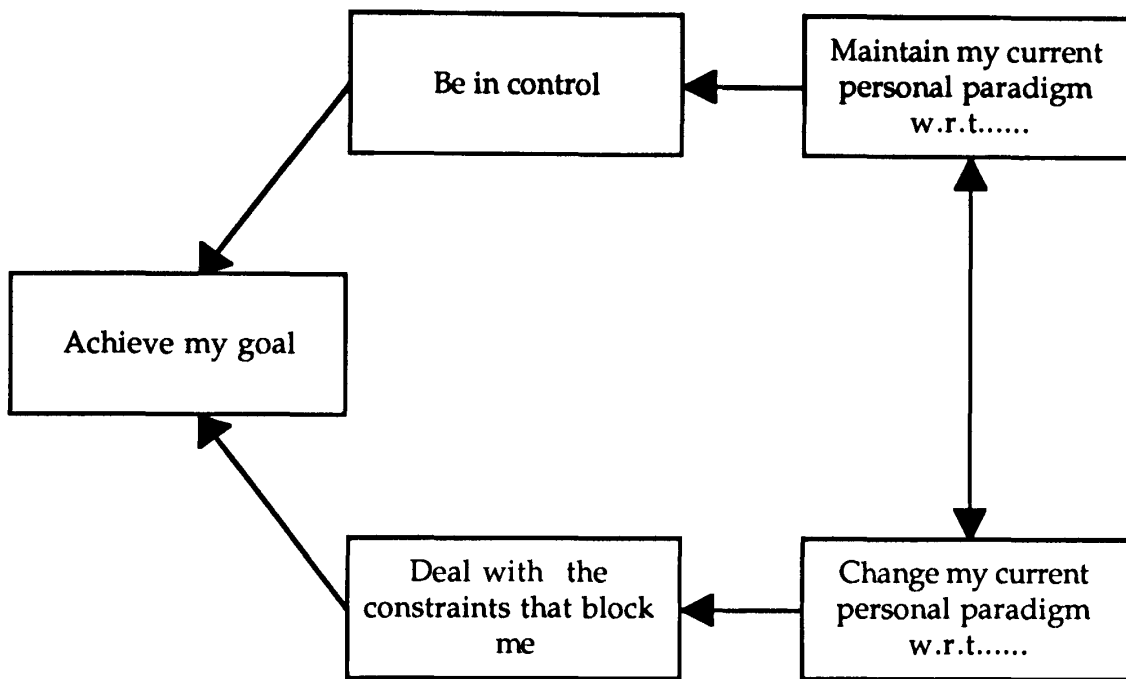 Be in control
Maintain my current
personal paradigm
w.r.t......
Achieve my goal
Deal with the
constraints that block
me
Change my current
personal paradigm
w.r.t......